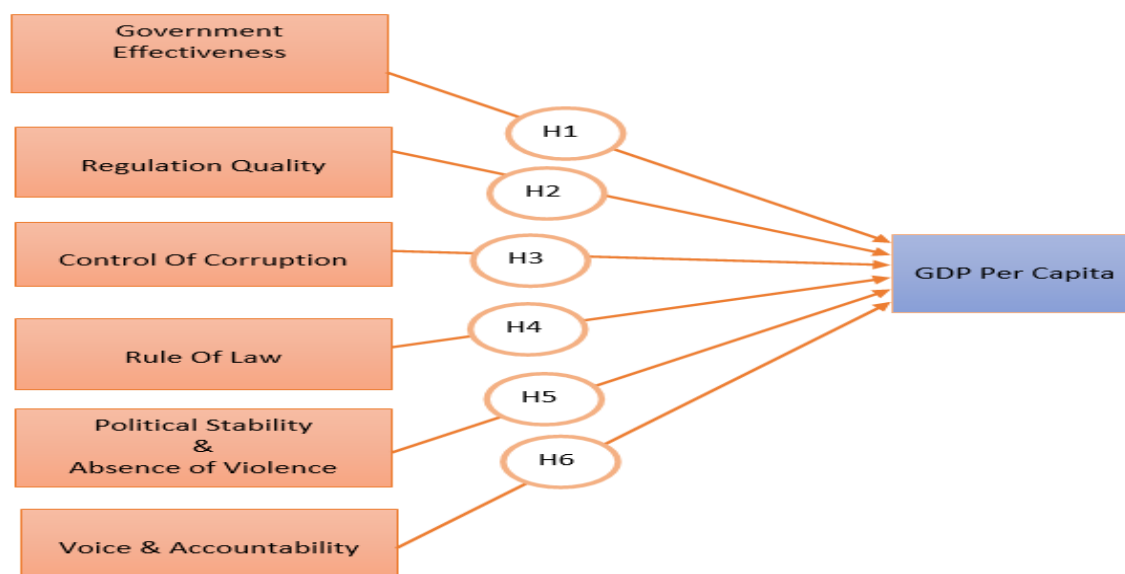 Government
Effectiveness
H1
Regulation Quality
H2
Control Of Corruption
H3
GDP Per Capita
Rule Of Law
H4
Political Stability
&
Absence of Violence
H5
H6
Voice & Accountability